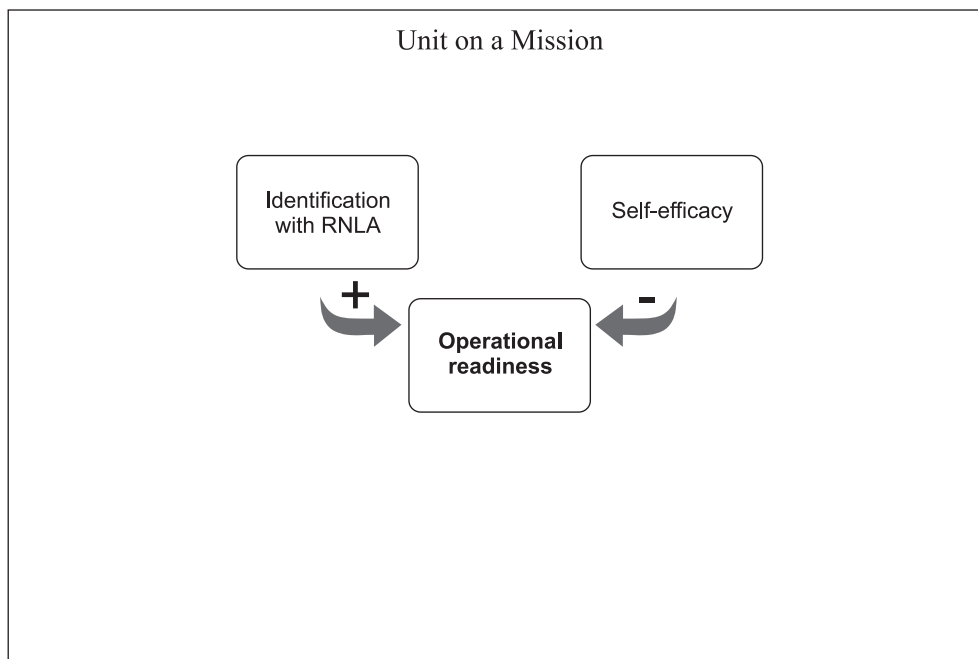 Unit on a Mission
Identification
with RNLA
Self-efficacy
+
-
Operational
readiness